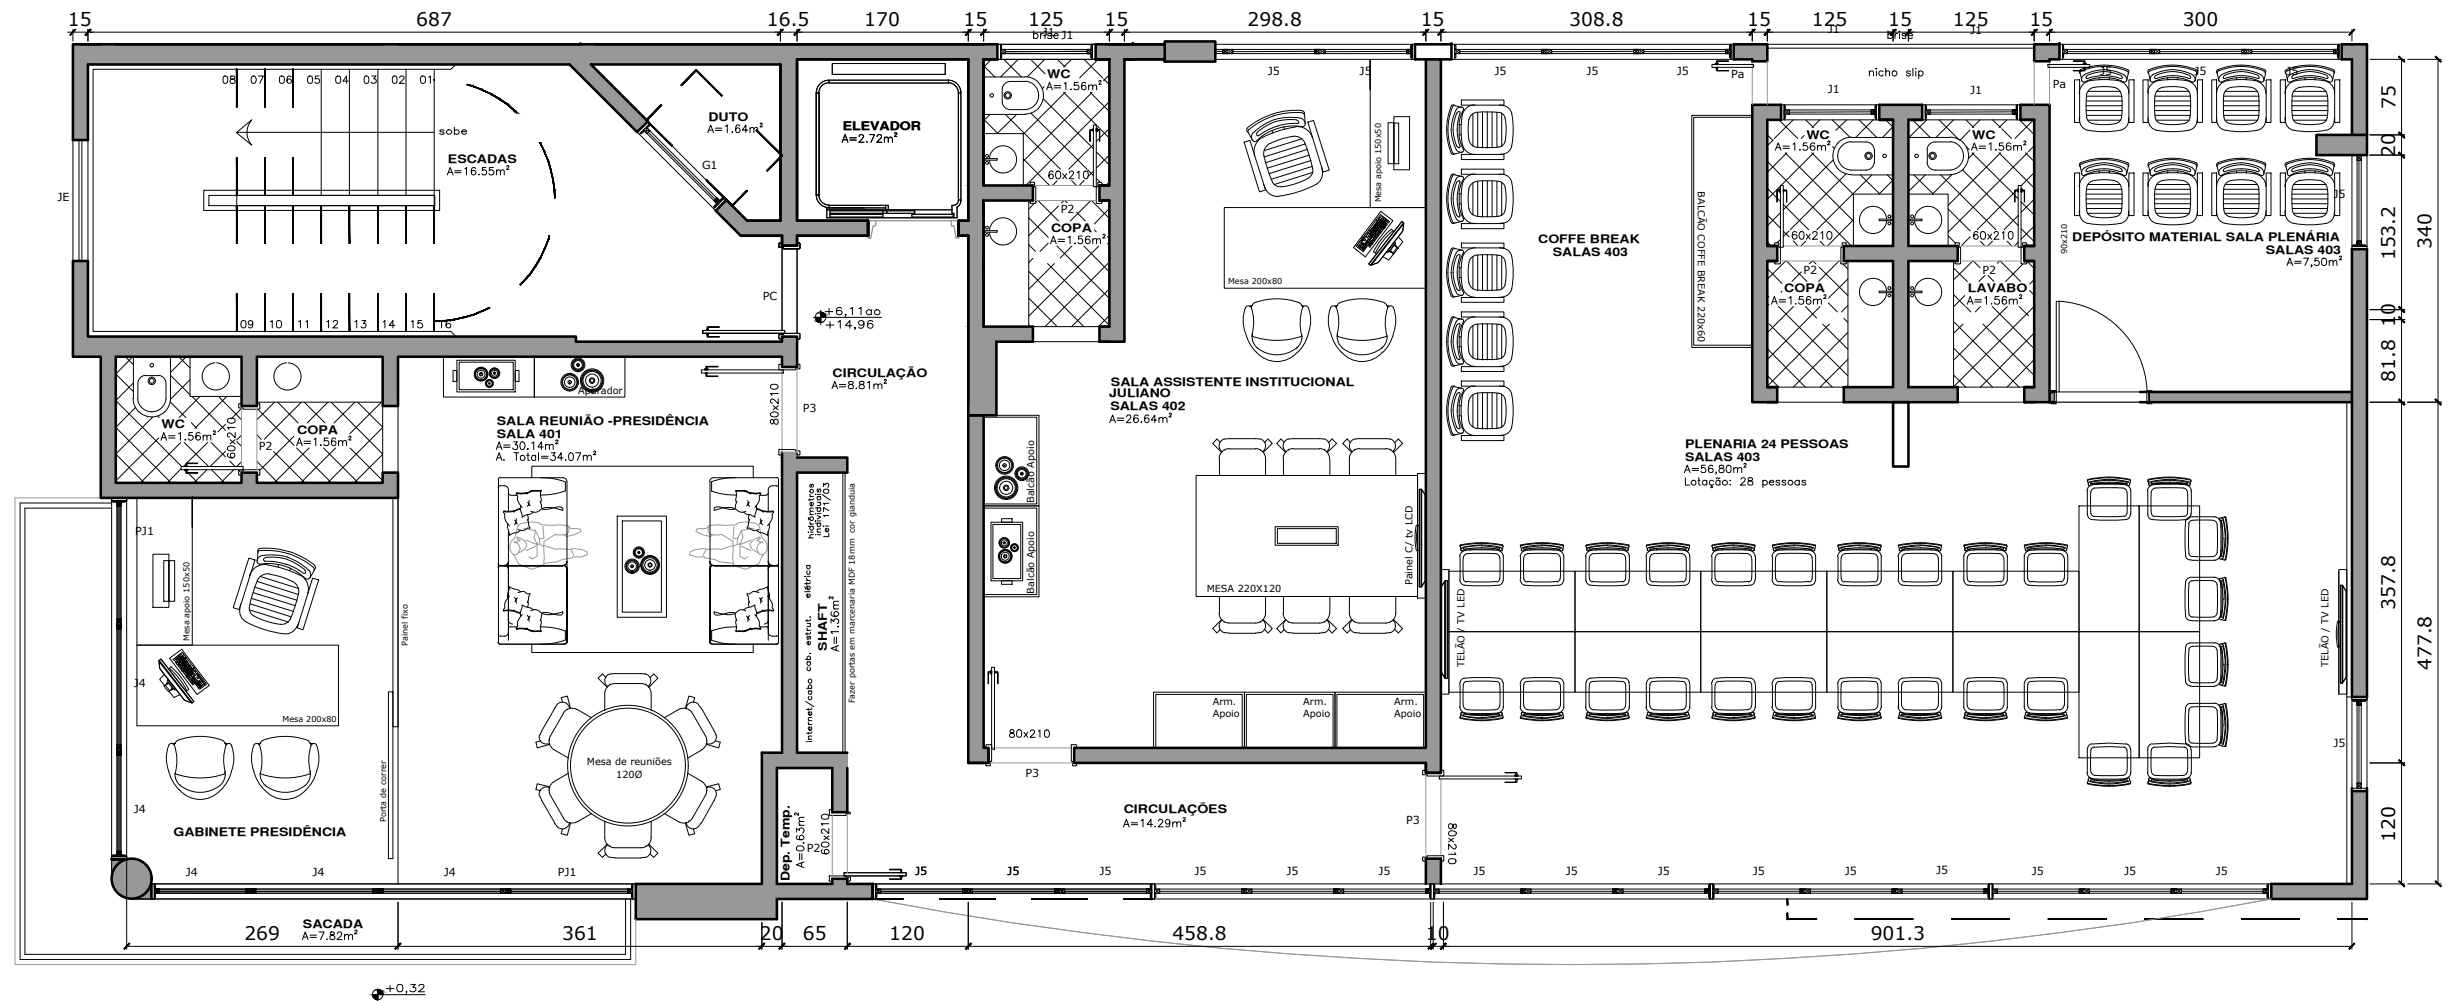 15 687 16.5 170 15 125 15 298.8 15 308.8 15 125 15 125 15 300
brise J1
J1
J1
J5 J5 J5 J5 J5 J5 J5 J5
Pa
nicho slip
Pa
08 07 06 05 04 03 02 01
sobe
ESCADAS
A=16.55m²
JE
09 10 11 12 13 14 15 16
DUTO
A=1.64m²
G1
ELEVADOR
A=2.72m²
WC
A=1.56m²
60x210
P2
COPA
A=1.56m²
PC
+6,11ao
+14,96
CIRCULAÇÃO
A=8.81m²
80x210
P3
Mesa apoio 150x50
Mesa 200x80
SALA ASSISTENTE INSTITUCIONAL
JULIANO
SALAS 402
A=26.64m²
Balcão Apoio
Balcão Apoio
MESA 220X120
Painel C/ tv LCD
Arm.
Apoio
Arm.
Apoio
Arm.
Apoio
80x210
P3
COFFE BREAK
SALAS 403
BALCÃO COFFE BREAK 220x60
J1
J1
WC
A=1.56m²
WC
A=1.56m²
60x210
60x210
P2
P2
COPA
A=1.56m²
LAVABO
A=1.56m²
90x210
DEPÓSITO MATERIAL SALA PLENÁRIA
SALAS 403
A=7,50m²
J5
75
20
153.2
10
81.8
340
357.8
477.8
120
PLENARIA 24 PESSOAS
SALAS 403
A=56,80m²
Lotação: 28 pessoas
TELÃO / TV LED
TELÃO / TV LED
J5
WC
A=1.56m²
60x210
P2
COPA
A=1.56m²
Aparador
SALA REUNIÃO -PRESIDÊNCIA
SALA 401
A=30.14m²
A. Total=34.07m²
PJ1
Mesa apoio 150x50
Painel fixo
J4
Mesa 200x80
J4
Porta de correr
GABINETE PRESIDÊNCIA
Mesa de reuniões
120Ø
hidrômetros
individuais
Lei 171/03
internet/cabo cab. estrut. elétrica
SHAFT
A=1.36m²
Fazer portas em marcenaria MDF 18mm cor gianduia
Dep. Temp.
A=0.63m²
60x210
P2
CIRCULAÇÕES
A=14.29m²
P3
80x210
J4 J4 J4 PJ1
J5 J5 J5 J5 J5 J5 J5 J5 J5 J5 J5 J5 J5 J5 J5
SACADA
A=7.82m²
269 361 20 65 120 458.8 10 901.3
+0,32